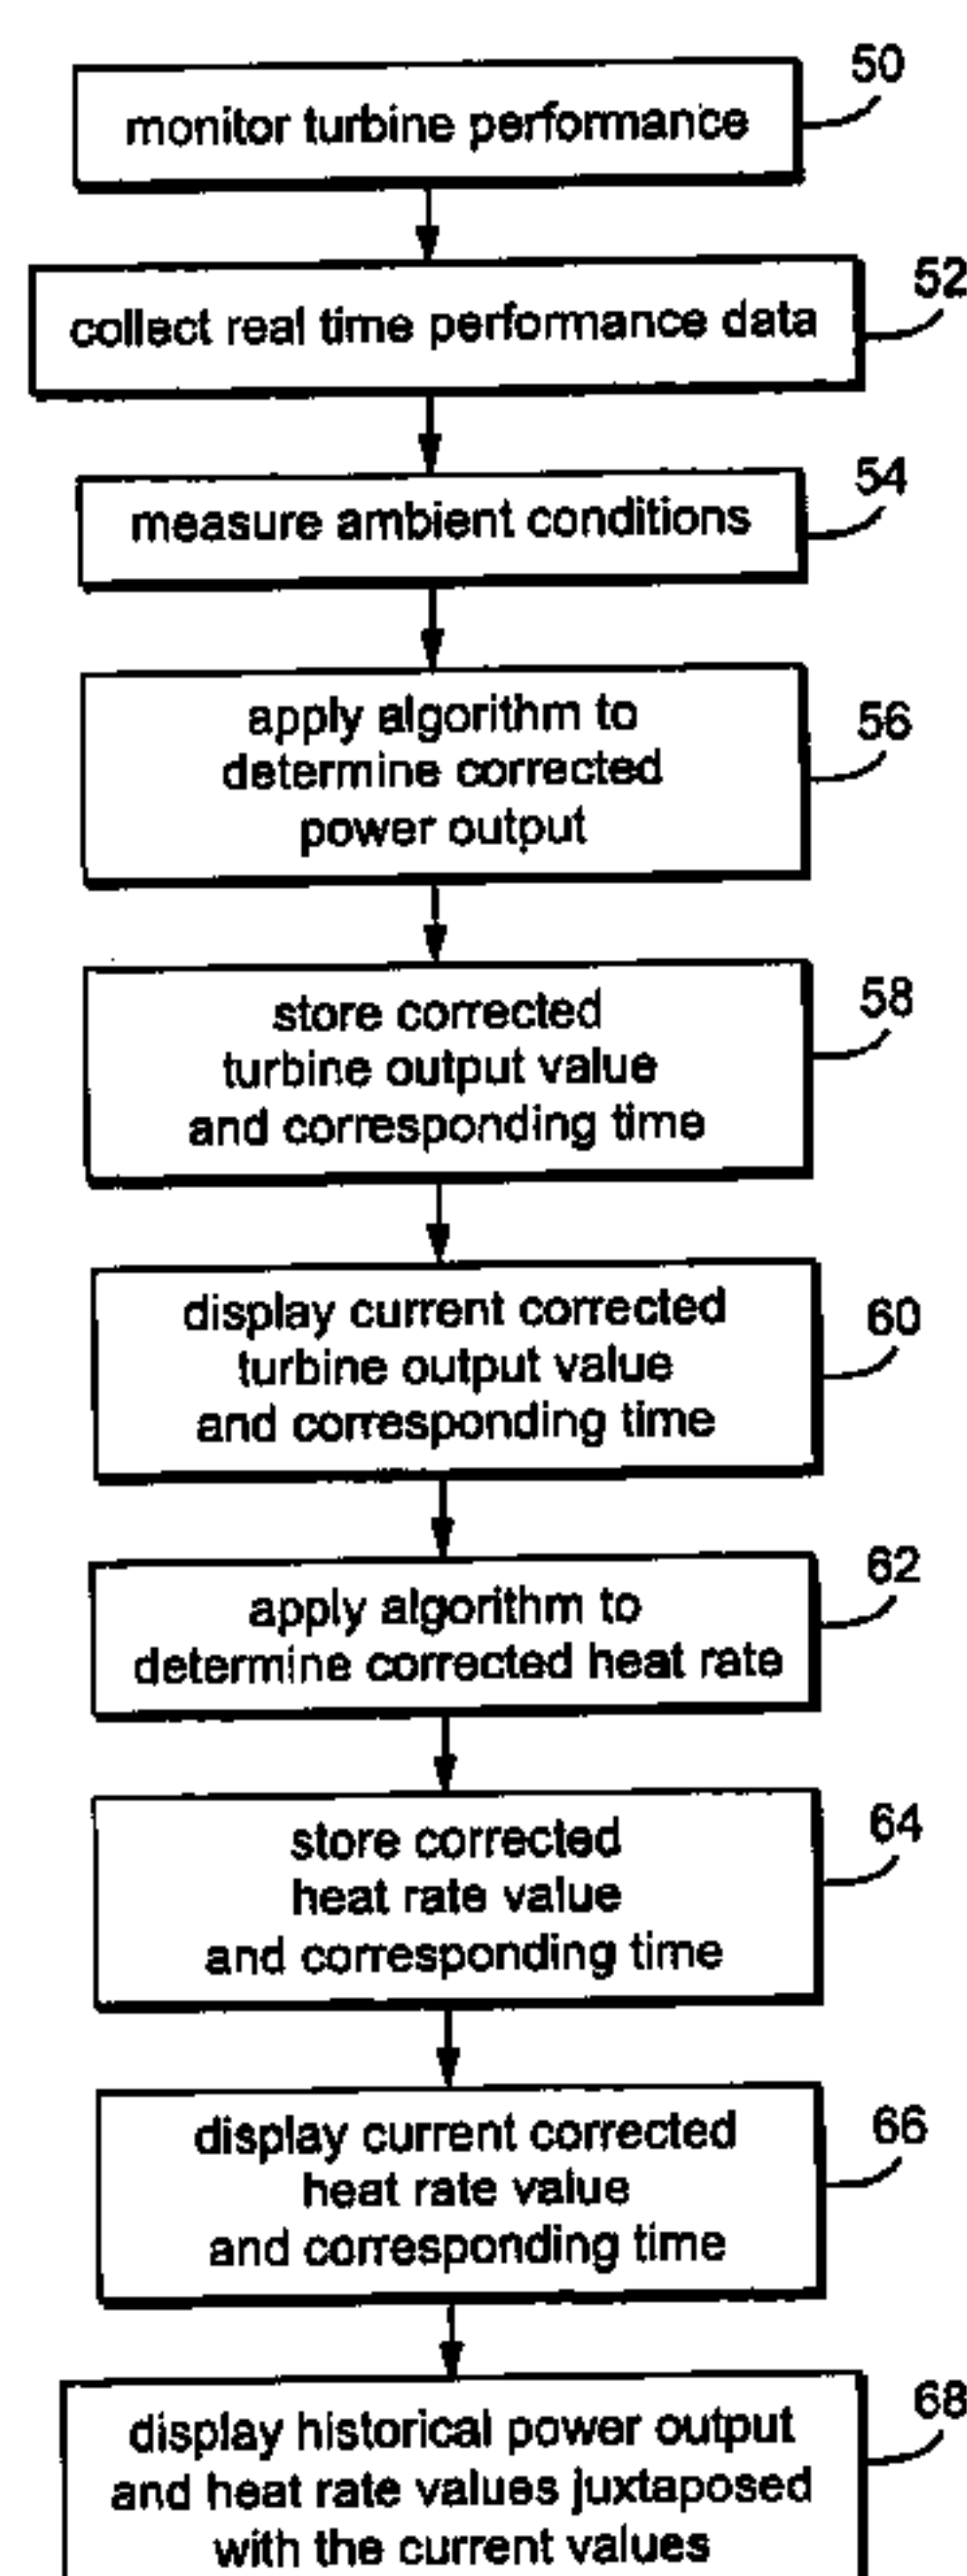 50
monitor turbine performance
52
collect real time performance data
54
measure ambient conditions
56
apply algorithm to
determine corrected
power output
58
store corrected
turbine output value
and corresponding time
60
display current corrected
turbine output value
and corresponding time
62
apply algorithm to
determine corrected heat rate
64
store corrected
heat rate value
and corresponding time
66
display current corrected
heat rate value
and corresponding time
68
display historical power output
and heat rate values juxtaposed
with the current values